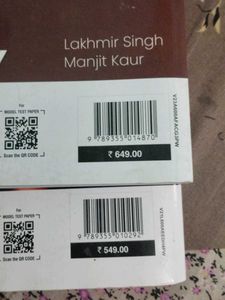 Lakhmir Singh
Manjit Kaur
For
MODEL TEST PAPER
Scan the QR CODE
9 789355 014870
₹ 649.00
For
MODEL TEST PAPER
Scan the QR CODE
9 789355 010292
₹ 549.00